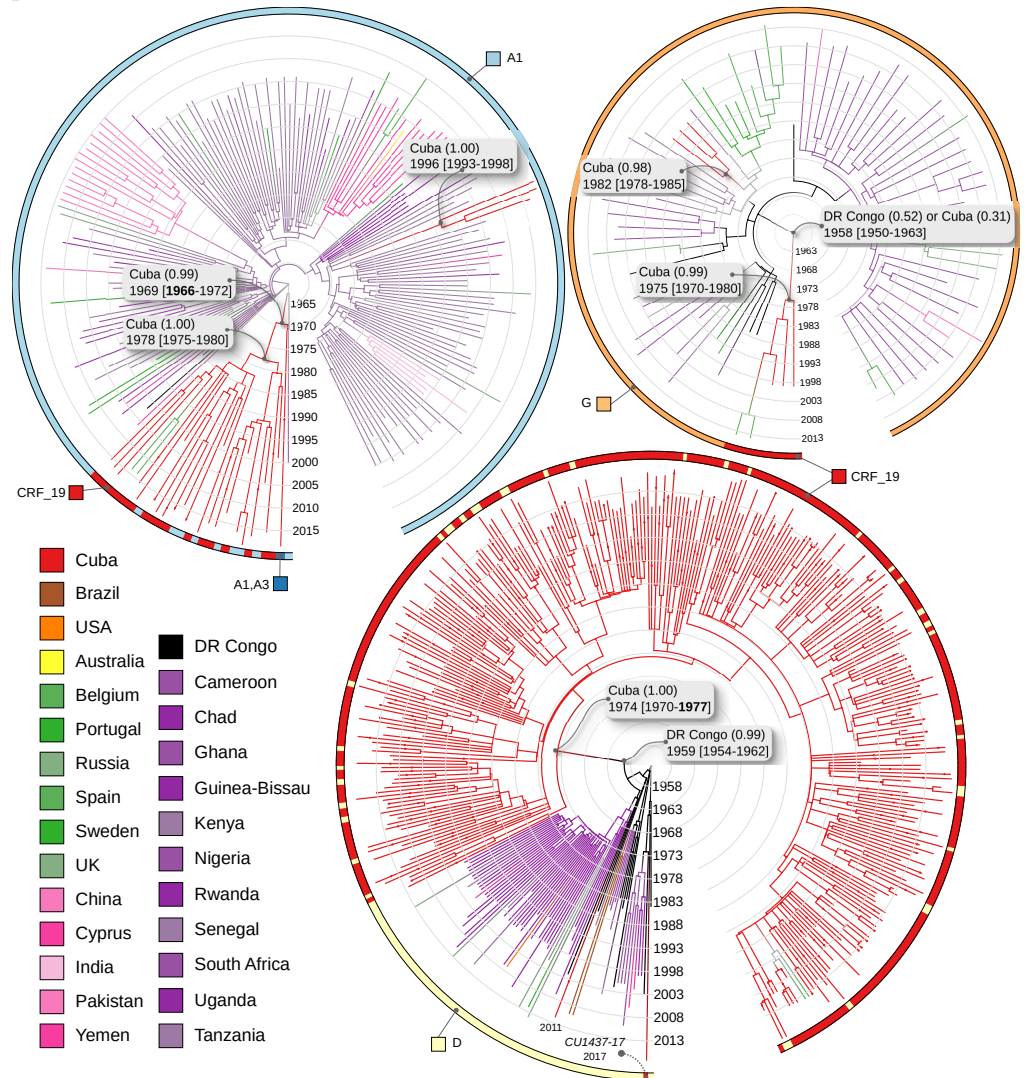 A1
Cuba (1.00)
1996 [1993-1998]
Cuba (0.99)
1969 [1966-1972]
Cuba (1.00)
1978 [1975-1980]
1965
1970
1975
1980
1985
1990
1995
2000
2005
2010
2015
CRF_19
A1,A3
Cuba (0.98)
1982 [1978-1985]
DR Congo (0.52) or Cuba (0.31)
1958 [1950-1963]
Cuba (0.99)
1975 [1970-1980]
1963
1968
1973
1978
1983
1988
1993
1998
2003
2008
2013
G
CRF_19
Cuba
Brazil
USA
Australia
Belgium
Portugal
Russia
Spain
Sweden
UK
China
Cyprus
India
Pakistan
Yemen
DR Congo
Cameroon
Chad
Ghana
Guinea-Bissau
Kenya
Nigeria
Rwanda
Senegal
South Africa
Uganda
Tanzania
Cuba (1.00)
1974 [1970-1977]
DR Congo (0.99)
1959 [1954-1962]
1958
1963
1968
1973
1978
1983
1988
1993
1998
2003
2008
2013
2011
CU1437-17
2017
D